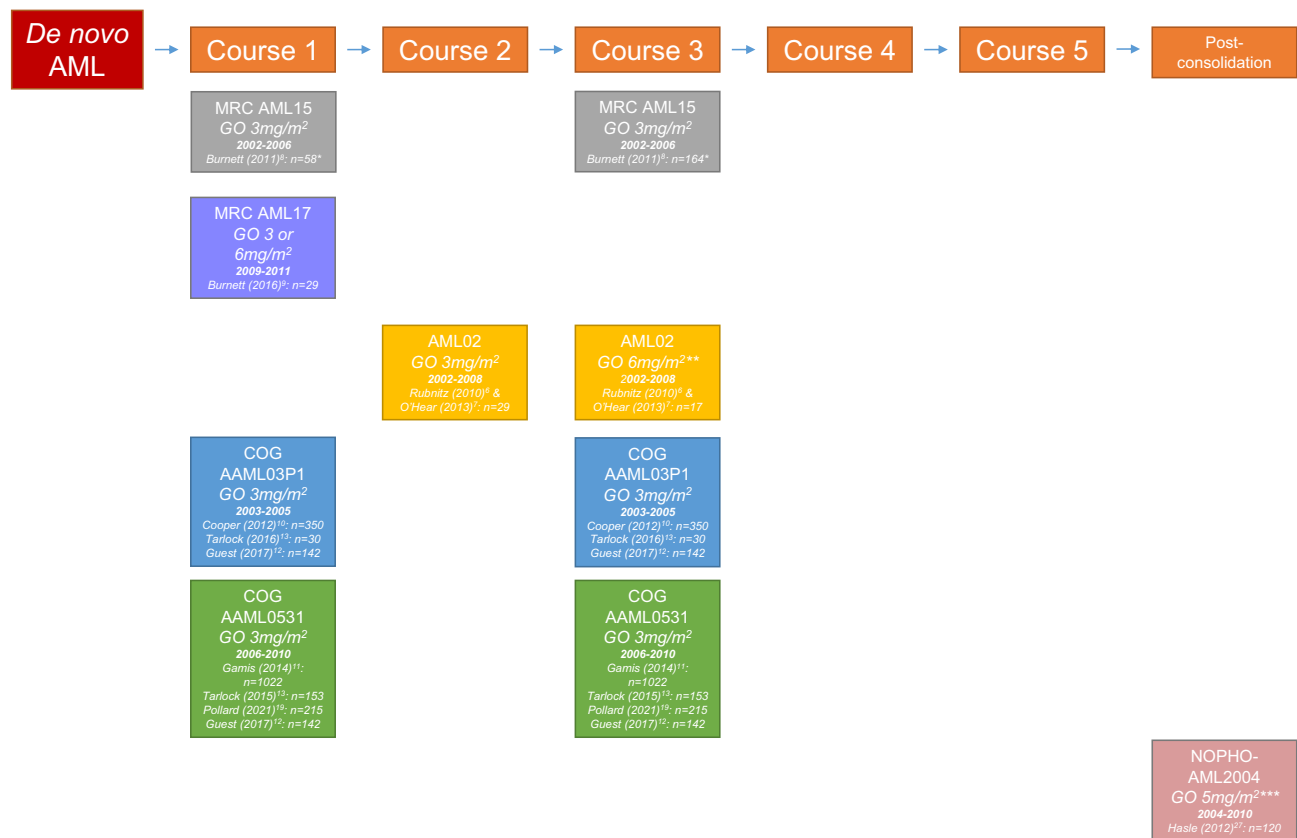 De novo
AML
Course 1
Course 2
Course 3
Course 4
Course 5
Post-
consolidation
MRC AML15
GO 3mg/m²
2002-2006
Burnett (2011)⁸: n=58*
MRC AML15
GO 3mg/m²
2002-2006
Burnett (2011)⁸: n=164*
MRC AML17
GO 3 or
6mg/m²
2009-2011
Burnett (2016)⁹: n=29
AML02
GO 3mg/m²
2002-2008
Rubnitz (2010)⁶ &
O'Hear (2013)⁷: n=29
AML02
GO 6mg/m²**
2002-2008
Rubnitz (2010)⁶ &
O'Hear (2013)⁷: n=17
COG
AAML03P1
GO 3mg/m²
2003-2005
Cooper (2012)¹⁰: n=350
Tarlock (2016)¹³: n=30
Guest (2017)¹²: n=142
COG
AAML03P1
GO 3mg/m²
2003-2005
Cooper (2012)¹⁰: n=350
Tarlock (2016)¹³: n=30
Guest (2017)¹²: n=142
COG
AAML0531
GO 3mg/m²
2006-2010
Gamis (2014)¹¹:
n=1022
Tarlock (2015)¹³: n=153
Pollard (2021)¹⁹: n=215
Guest (2017)¹²: n=142
COG
AAML0531
GO 3mg/m²
2006-2010
Gamis (2014)¹¹:
n=1022
Tarlock (2015)¹³: n=153
Pollard (2021)¹⁹: n=215
Guest (2017)¹²: n=142
NOPHO-
AML2004
GO 5mg/m²***
2004-2010
Hasle (2012)²⁷: n=120